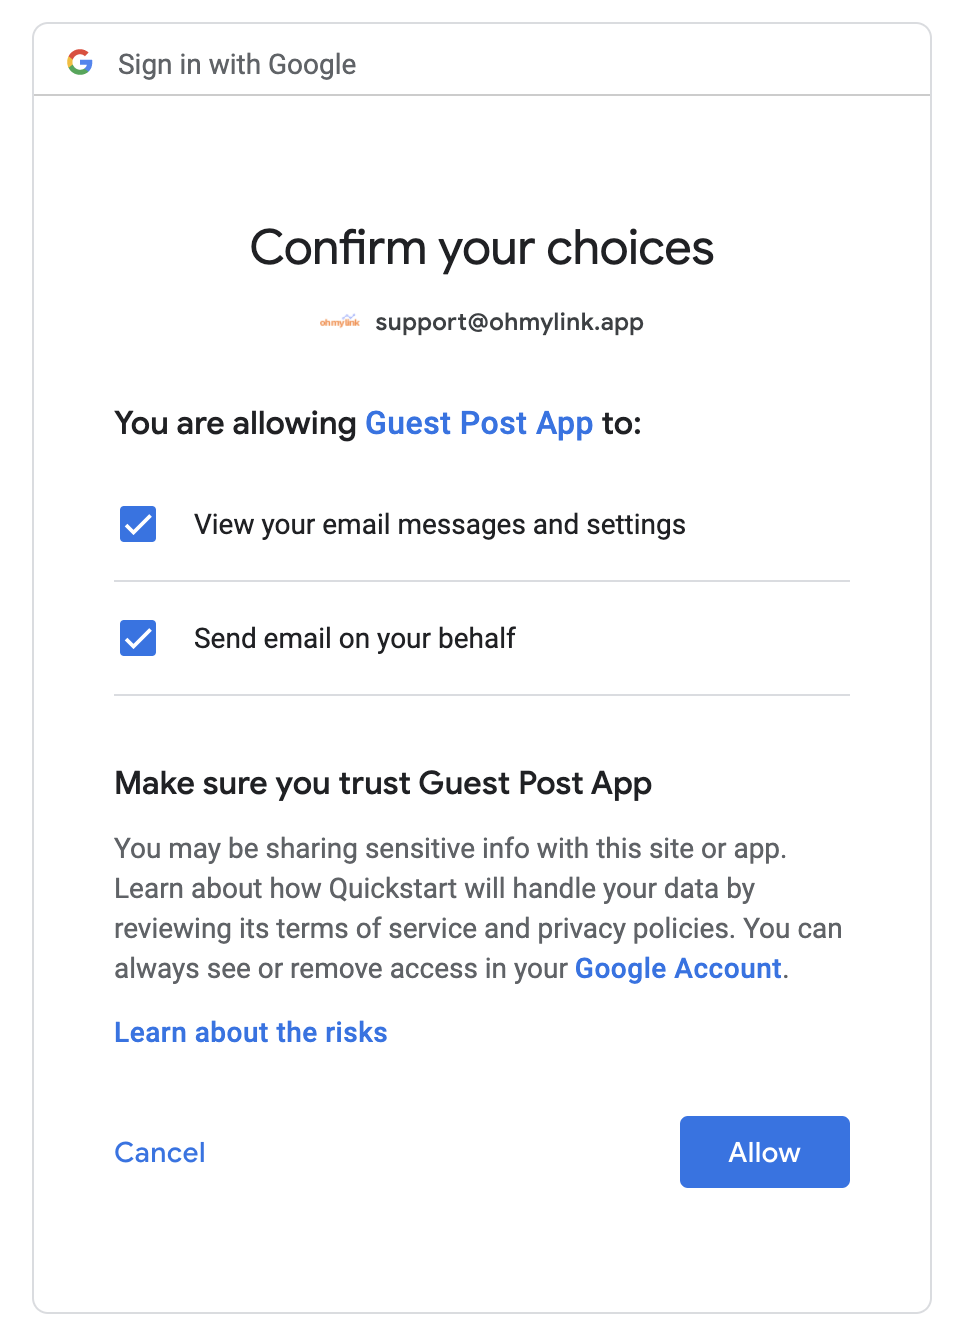 Sign in with Google
Confirm your choices
ohmylink support@ohmylink.app
You are allowing Guest Post App to:
View your email messages and settings
Send email on your behalf
Make sure you trust Guest Post App
You may be sharing sensitive info with this site or app.
Learn about how Quickstart will handle your data by
reviewing its terms of service and privacy policies. You can
always see or remove access in your Google Account.
Learn about the risks
Cancel
Allow